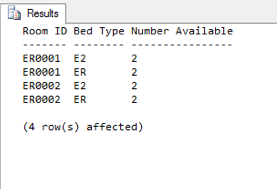 Results
Room ID Bed Type Number Available
------- -------- ----------------
ER0001 E2 2
ER0001 ER 2
ER0002 E2 2
ER0002 ER 2
(4 row(s) affected)